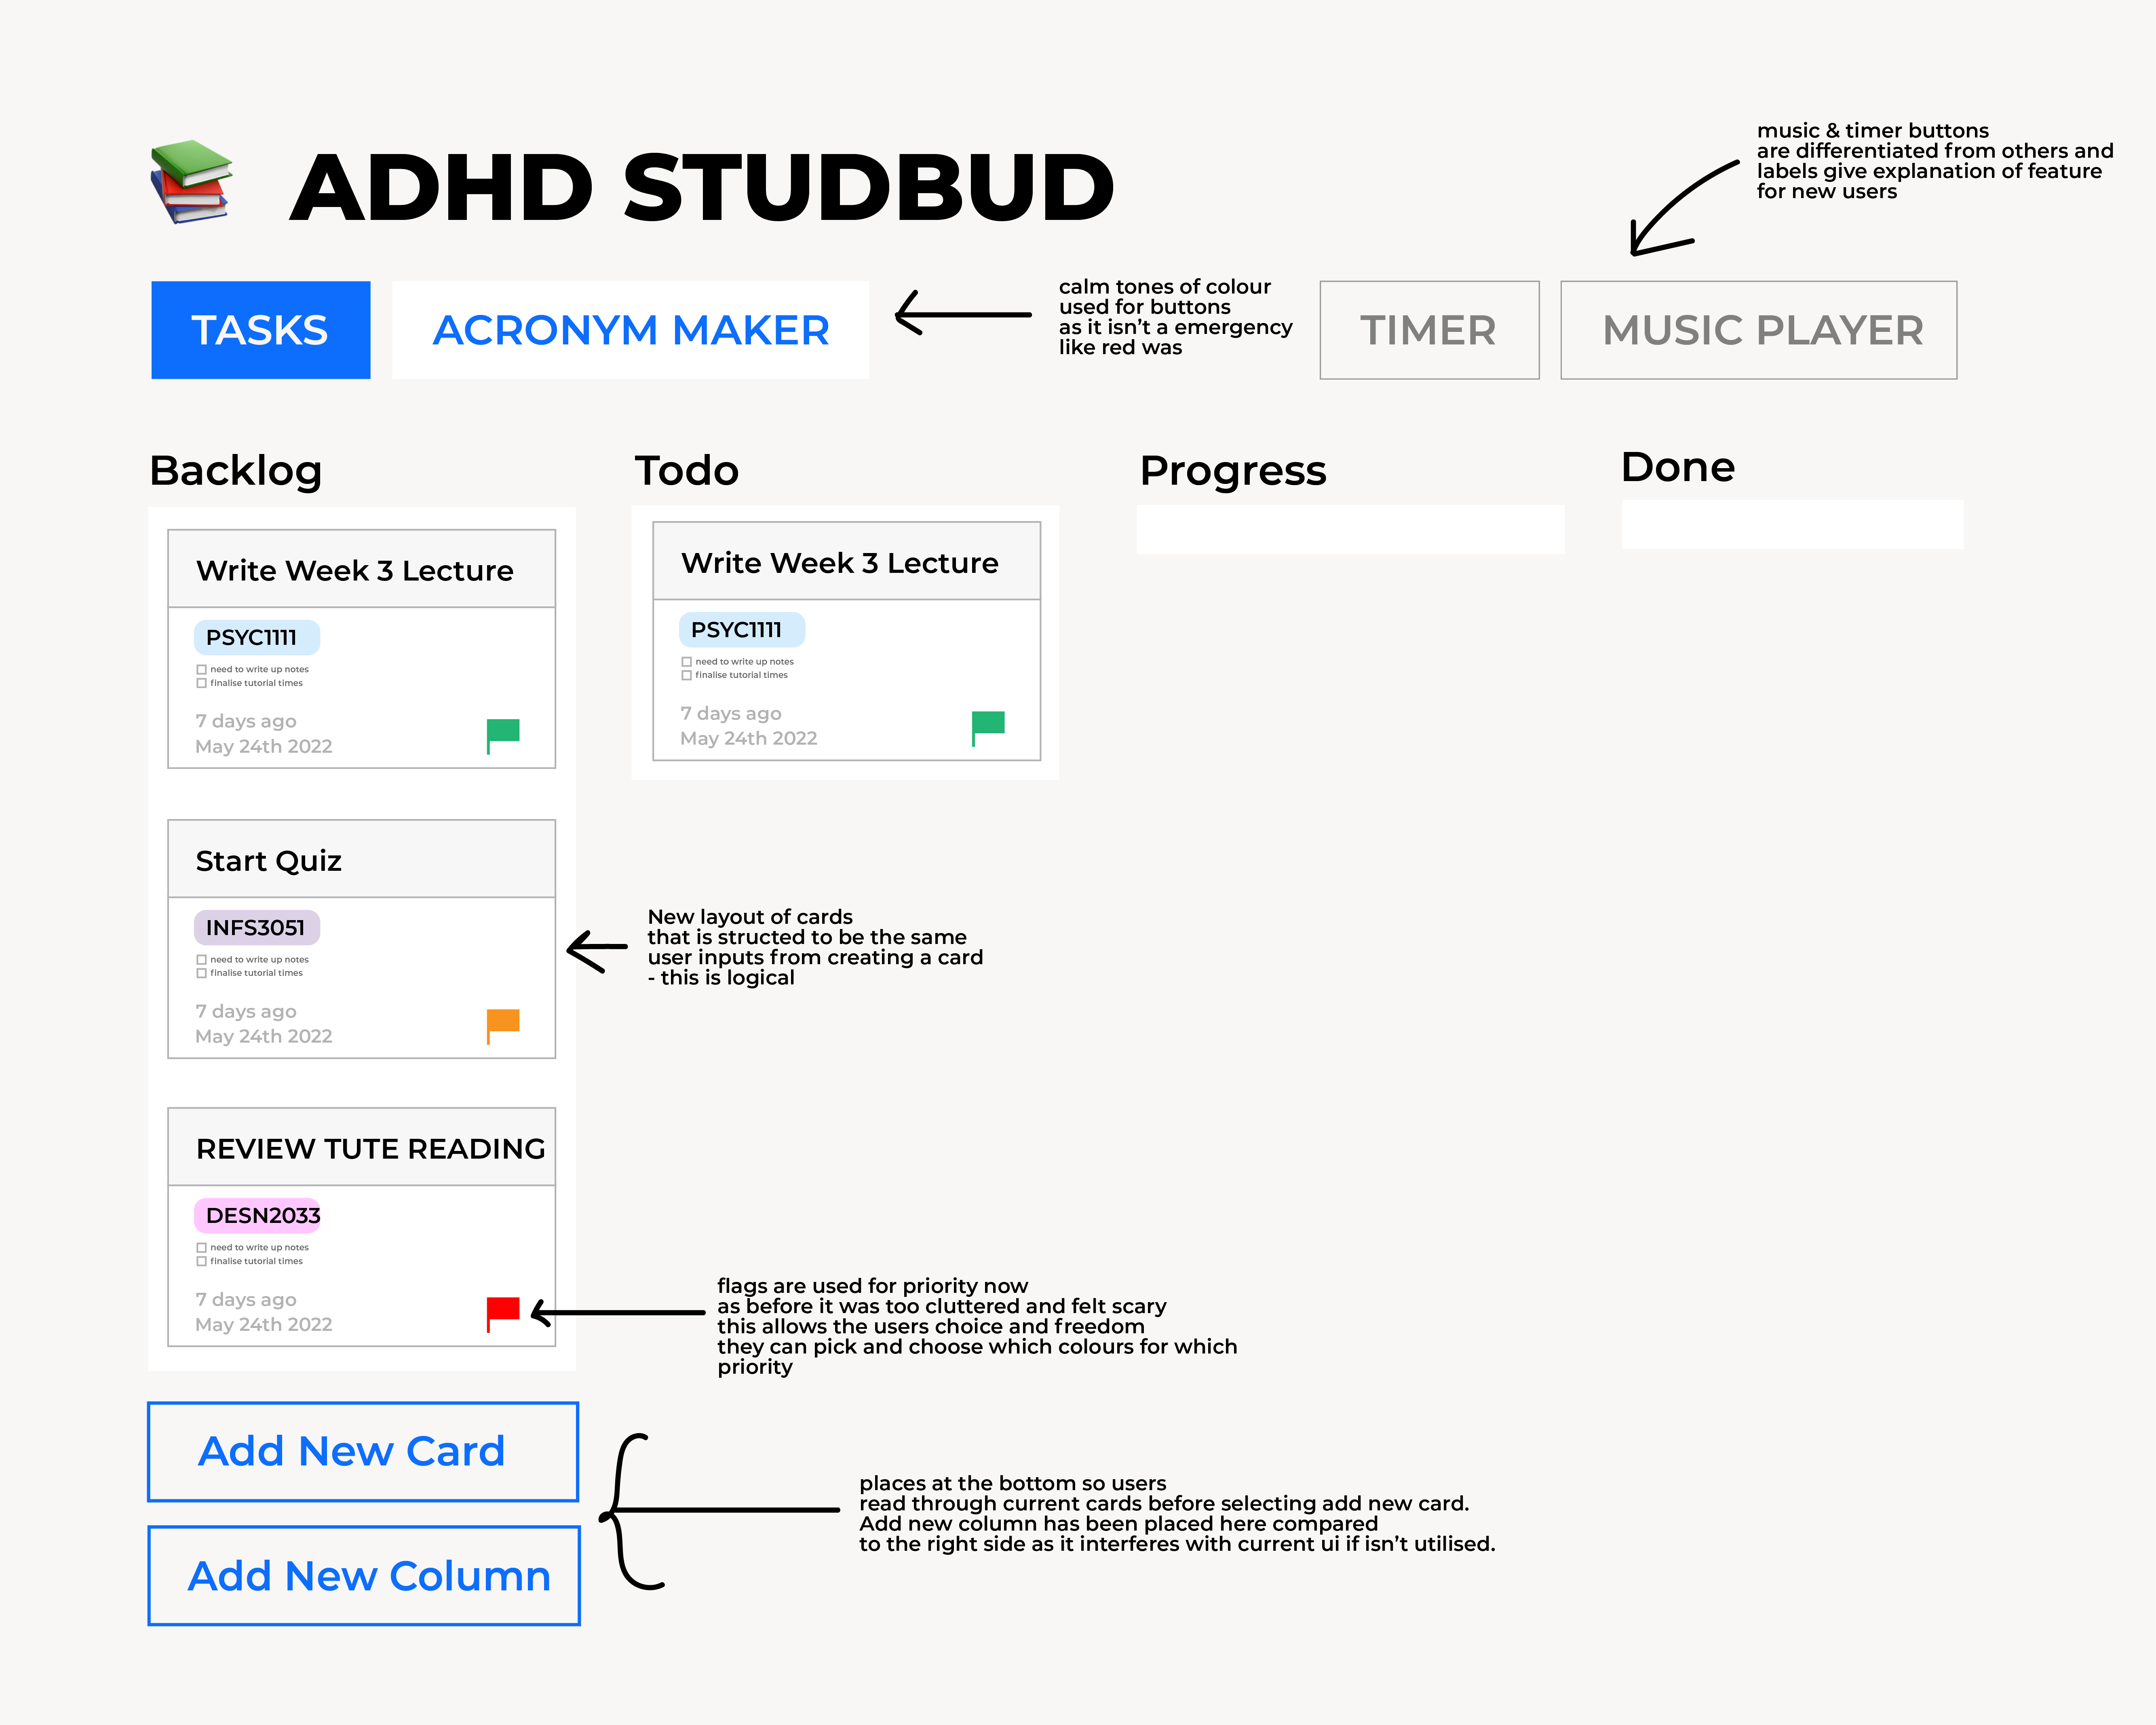 ADHD STUDBUD
music & timer buttons
are differentiated from others and
labels give explanation of feature
for new users
TASKS
ACRONYM MAKER
calm tones of colour
used for buttons
as it isn't a emergency
like red was
TIMER
MUSIC PLAYER
Backlog
Todo
Progress
Done
Write Week 3 Lecture
PSYC1111
need to write up notes
finalise tutorial times
7 days ago
May 24th 2022
Write Week 3 Lecture
PSYC1111
need to write up notes
finalise tutorial times
7 days ago
May 24th 2022
Start Quiz
INFS3051
need to write up notes
finalise tutorial times
7 days ago
May 24th 2022
New layout of cards
that is structed to be the same
user inputs from creating a card
- this is logical
REVIEW TUTE READING
DESN2033
need to write up notes
finalise tutorial times
7 days ago
May 24th 2022
flags are used for priority now
as before it was too cluttered and felt scary
this allows the users choice and freedom
they can pick and choose which colours for which
priority
Add New Card
Add New Column
places at the bottom so users
read through current cards before selecting add new card.
Add new column has been placed here compared
to the right side as it interferes with current ui if isn't utilised.